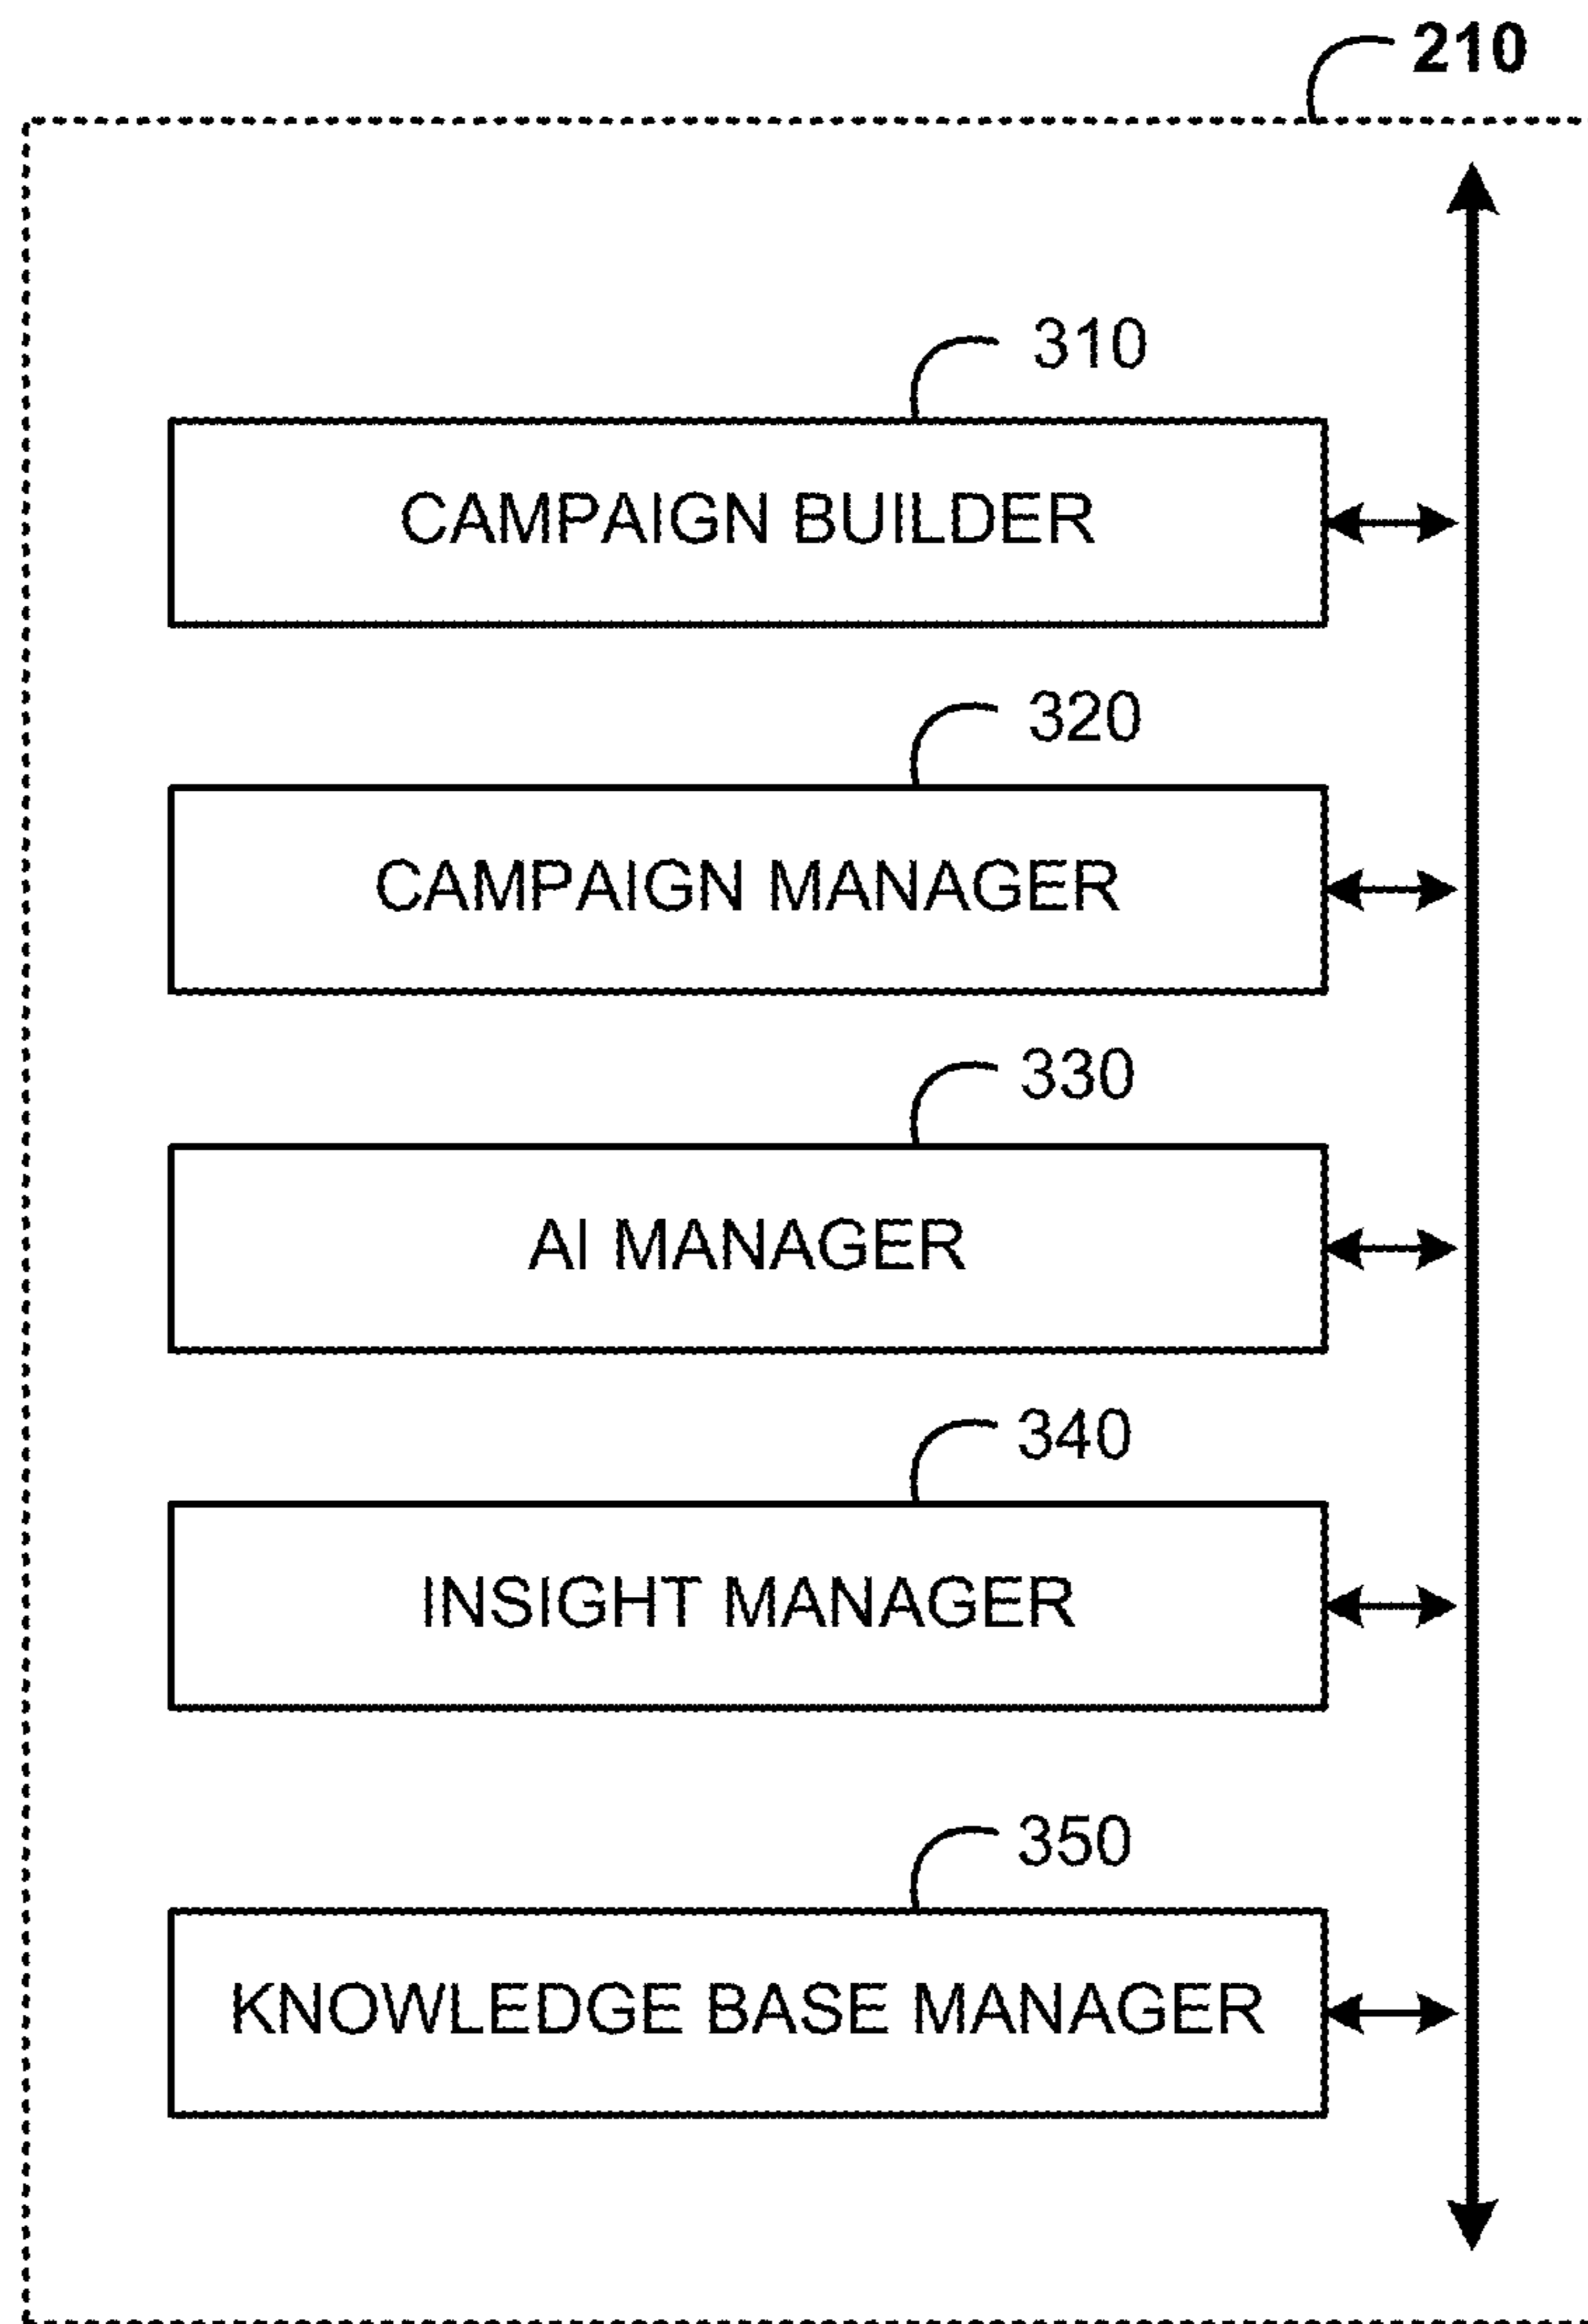 210
310
CAMPAIGN BUILDER
320
CAMPAIGN MANAGER
330
AI MANAGER
340
INSIGHT MANAGER
350
KNOWLEDGE BASE MANAGER